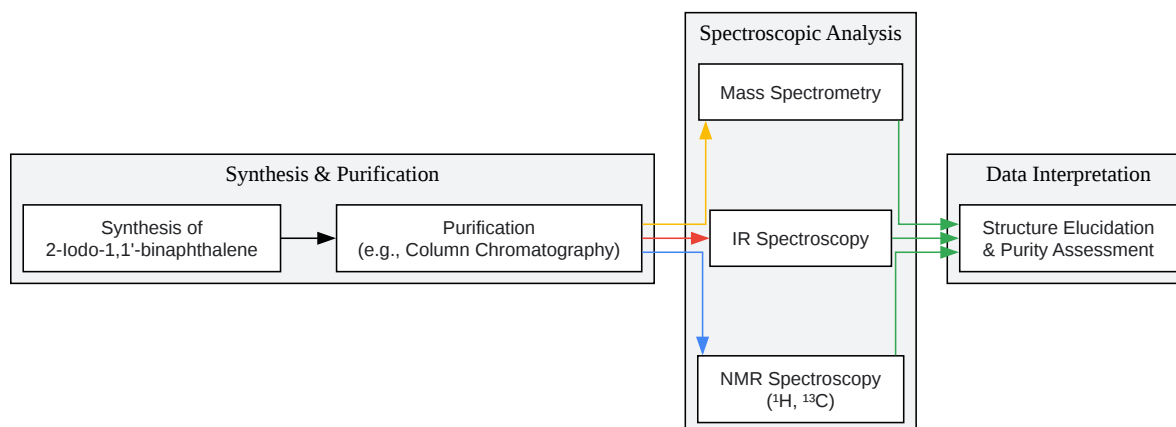 Synthesis & Purification
Synthesis of
2-Iodo-1,1'-binaphthalene
Purification
(e.g., Column Chromatography)
Spectroscopic Analysis
Mass Spectrometry
IR Spectroscopy
NMR Spectroscopy
(¹H, ¹³C)
Data Interpretation
Structure Elucidation
& Purity Assessment